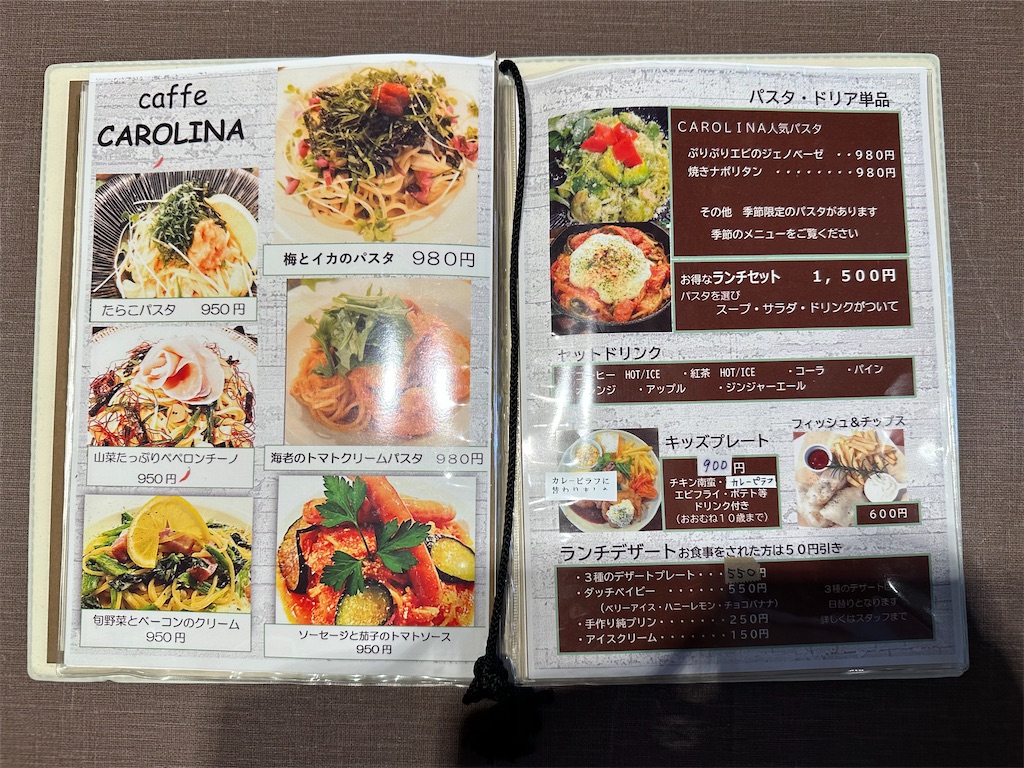 caffe
CAROLINA
たらこパスタ 950円
山菜たっぷりペペロンチーノ
950円
旬野菜とベーコンのクリーム
950円
梅とイカのパスタ 980円
海老のトマトクリームパスタ 980円
ソーセージと茄子のトマトソース
950円
パスタ・ドリア単品
CAROLINA人気パスタ
ぷりぷりエビのジェノベーゼ ・・980円
焼きナポリタン ・・・・・・・・980円
その他 季節限定のパスタがあります
季節のメニューをご覧ください
お得なランチセット 1,500円
パスタを選び
スープ・サラダ・ドリンクがついて
セットドリンク
ーヒー HOT/ICE ・紅茶 HOT/ICE ・コーラ ・パイン
ンジ ・アップル ・ジンジャーエール
キッズプレート
900円
チキン南蛮・カレーピラフ
エビフライ・ポテト等
ドリンク付き
(おおむね10歳まで)
カレーピラフに
フィッシュ&チップス
600円
ランチデザートお食事をされた方は50円引き
・3種のデザートプレート・・・550円
・ダッチベイビー ・・・・・・550円
(ベリーアイス・ハニーレモン・チョコバナナ)
・手作り純プリン・・・・・・・250円
・アイスクリーム・・・・・・・150円
3種のデザートは
日替りとなります
詳しくはスタッフまで